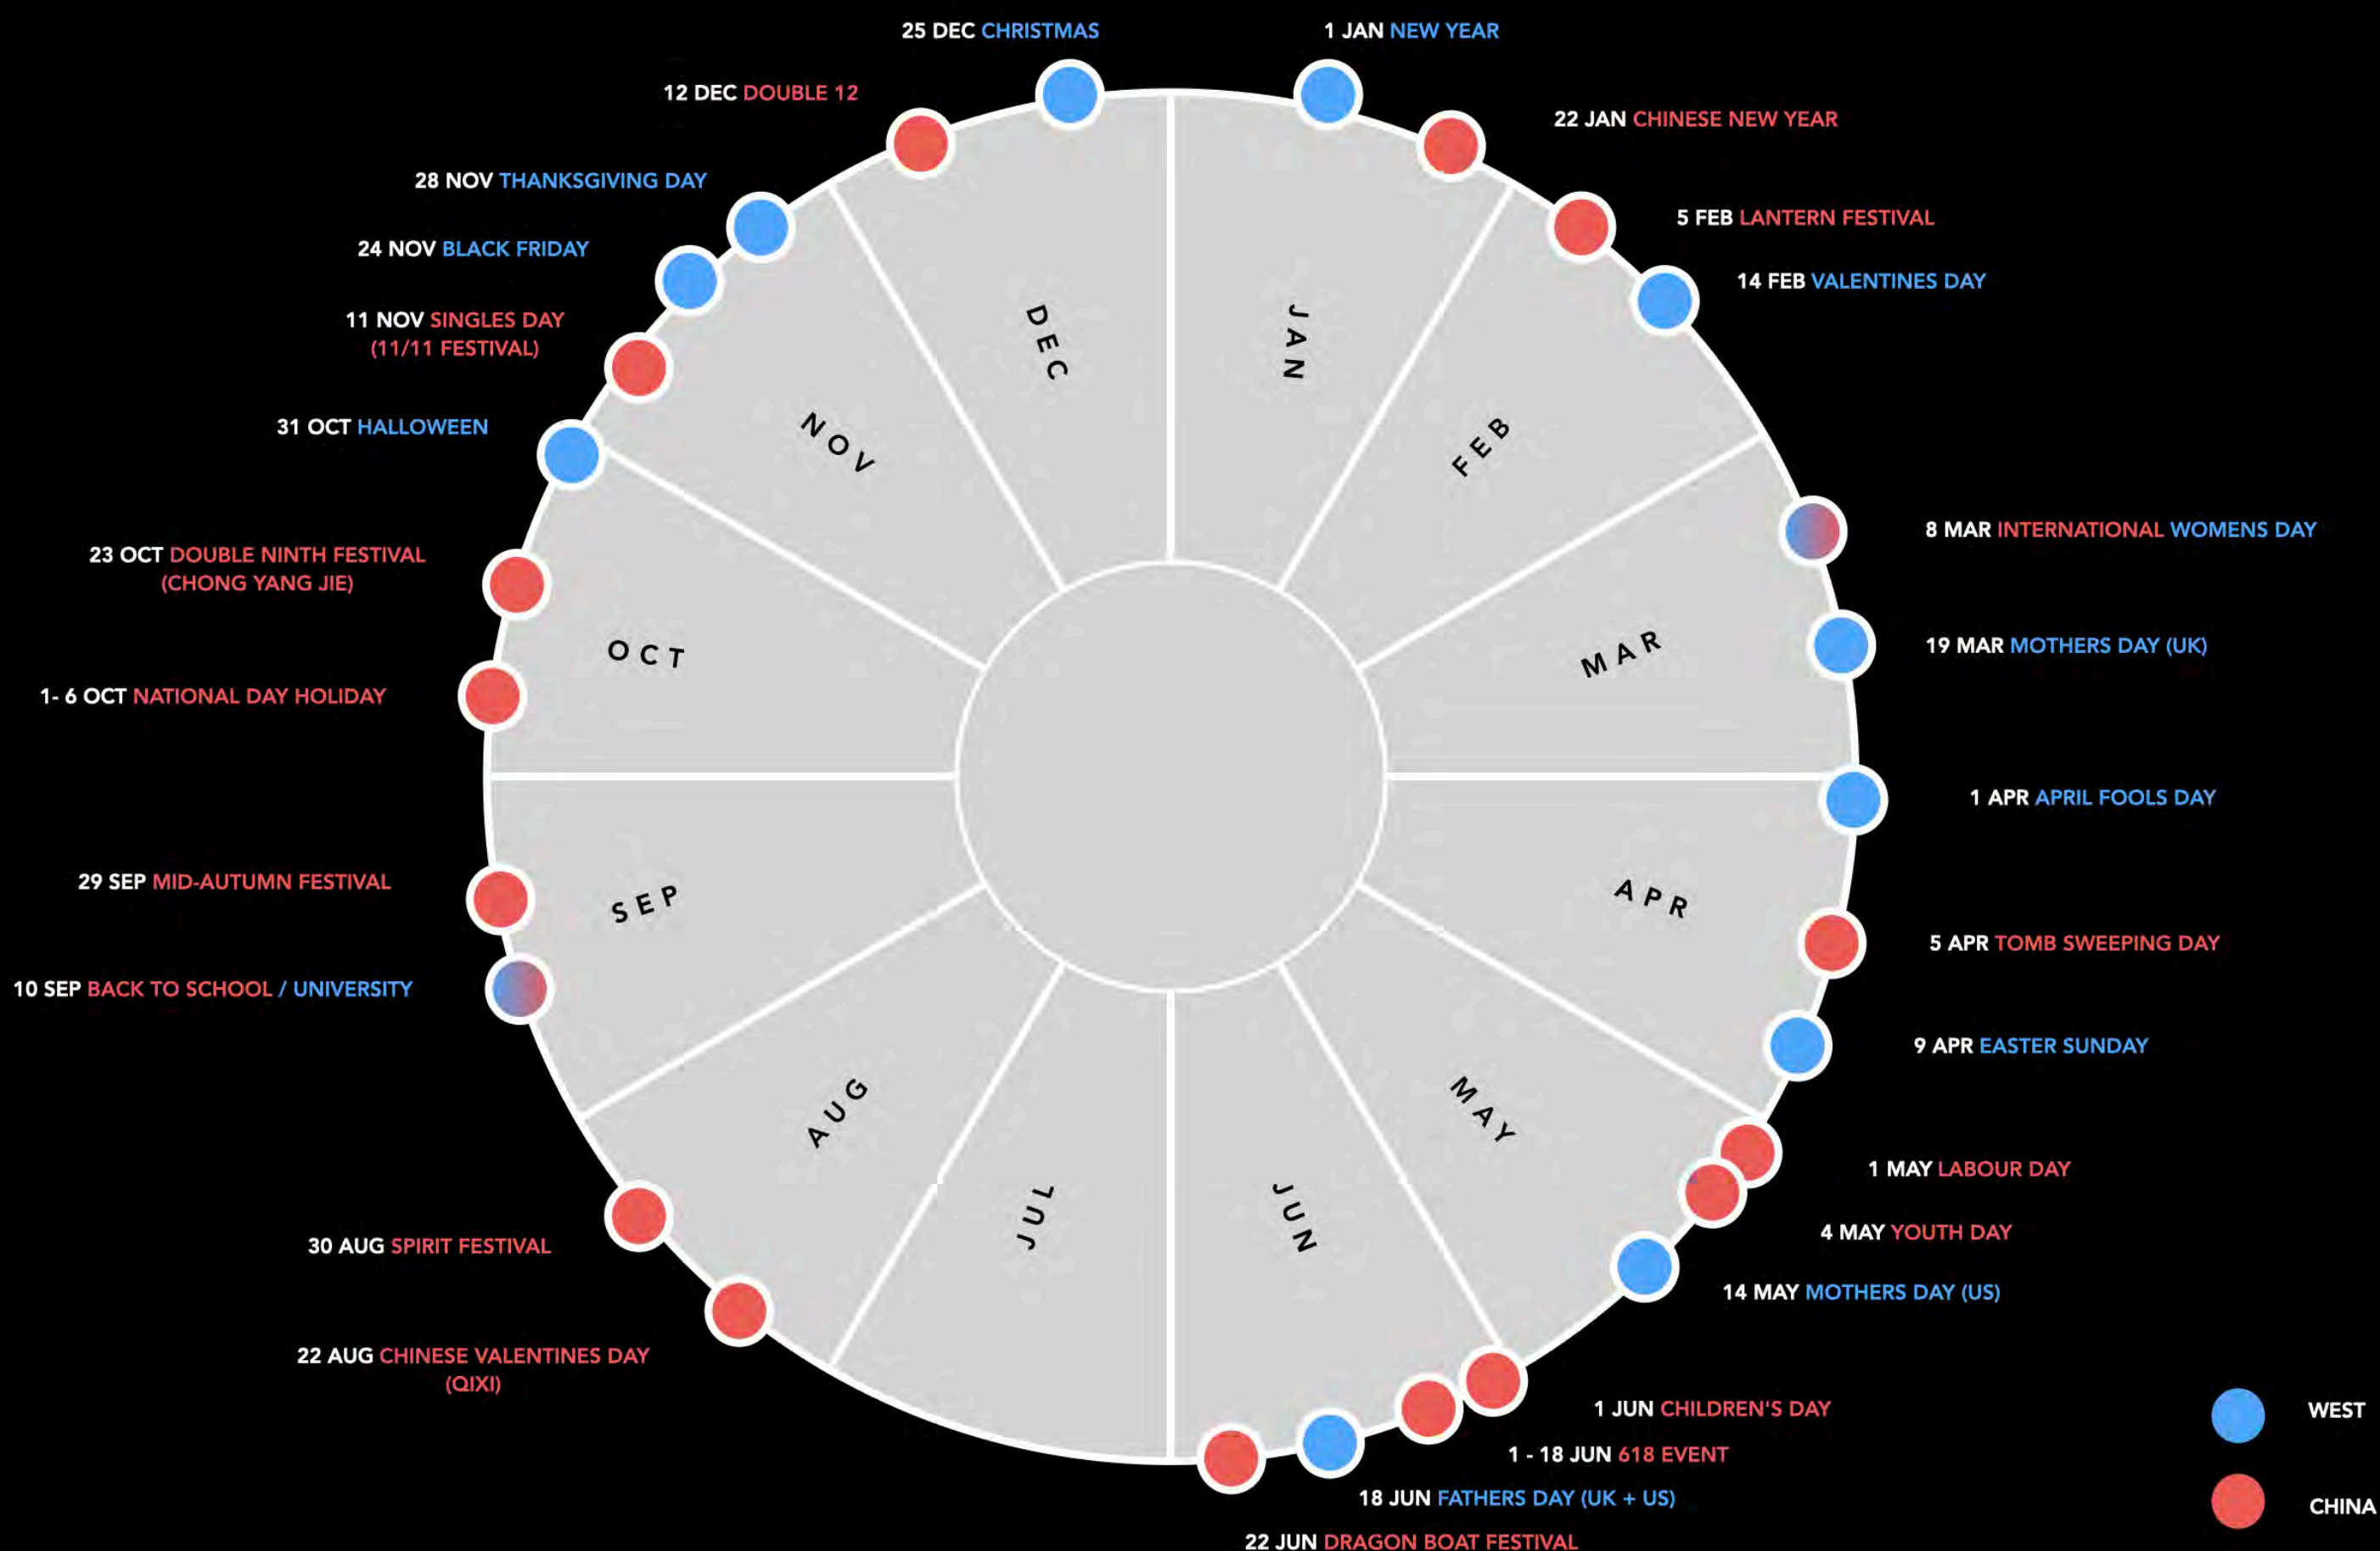 25 DEC CHRISTMAS
1 JAN NEW YEAR
12 DEC DOUBLE 12
22 JAN CHINESE NEW YEAR
28 NOV THANKSGIVING DAY
5 FEB LANTERN FESTIVAL
24 NOV BLACK FRIDAY
14 FEB VALENTINES DAY
11 NOV SINGLES DAY
(11/11 FESTIVAL)
DEC
JAN
31 OCT HALLOWEEN
NOV
FEB
8 MAR INTERNATIONAL WOMENS DAY
23 OCT DOUBLE NINTH FESTIVAL
(CHONG YANG JIE)
OCT
MAR
19 MAR MOTHERS DAY (UK)
1- 6 OCT NATIONAL DAY HOLIDAY
1 APR APRIL FOOLS DAY
29 SEP MID-AUTUMN FESTIVAL
SEP
APR
5 APR TOMB SWEEPING DAY
10 SEP BACK TO SCHOOL / UNIVERSITY
9 APR EASTER SUNDAY
AUG
MAY
1 MAY LABOUR DAY
JUL
JUN
30 AUG SPIRIT FESTIVAL
4 MAY YOUTH DAY
14 MAY MOTHERS DAY (US)
22 AUG CHINESE VALENTINES DAY
(QIXI)
1 JUN CHILDREN'S DAY
WEST
1 - 18 JUN 618 EVENT
18 JUN FATHERS DAY (UK + US)
CHINA
22 JUN DRAGON BOAT FESTIVAL